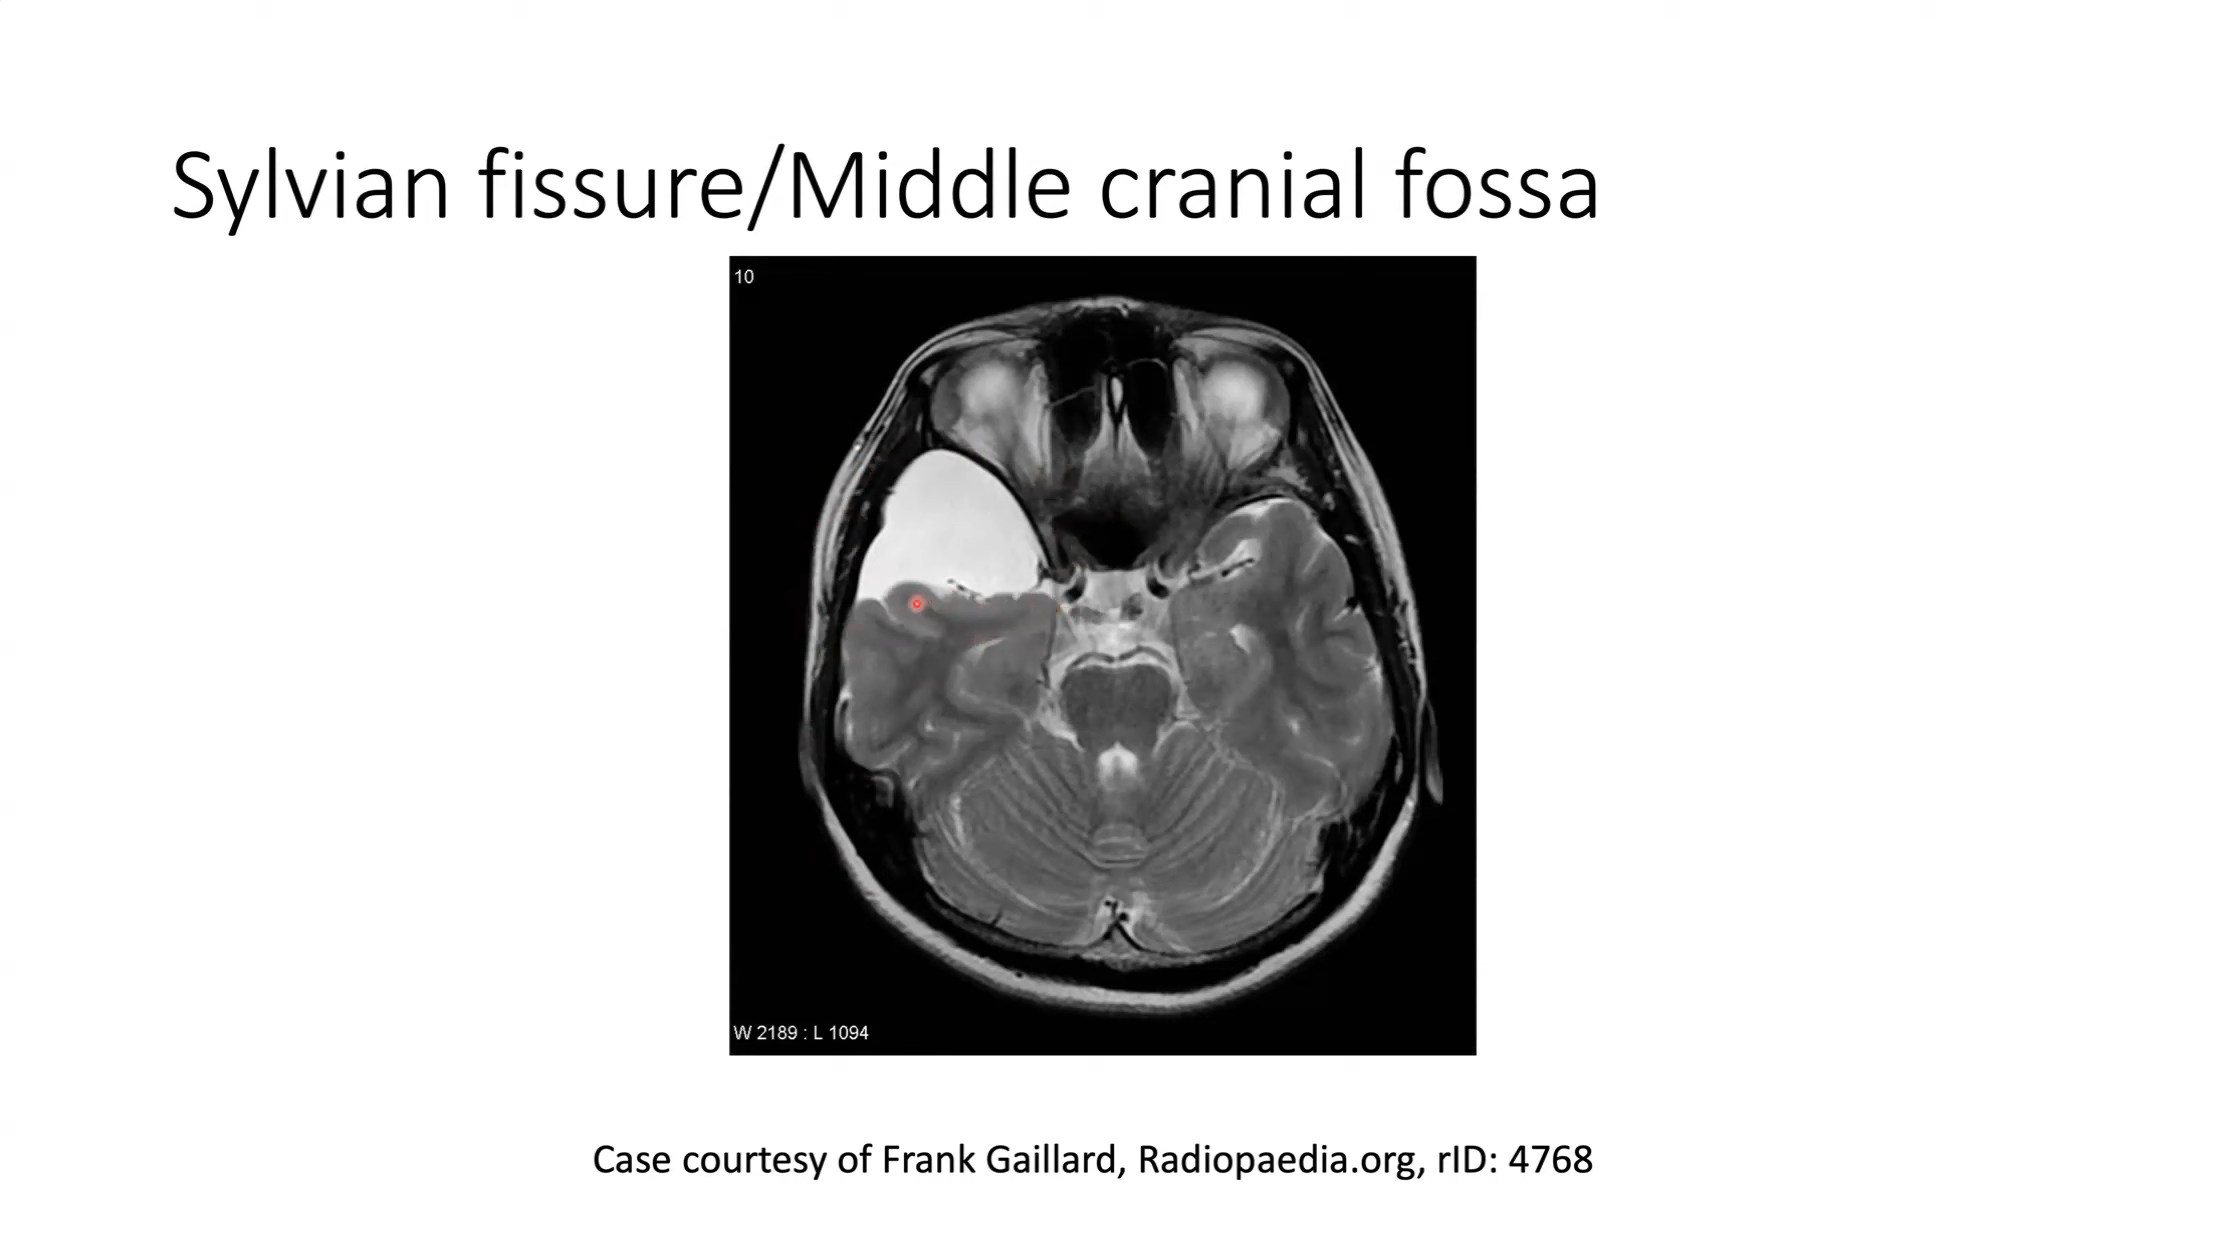 Sylvian fissure/Middle cranial fossa
10
W 2189 : L 1094
Case courtesy of Frank Gaillard, Radiopaedia.org, rID: 4768